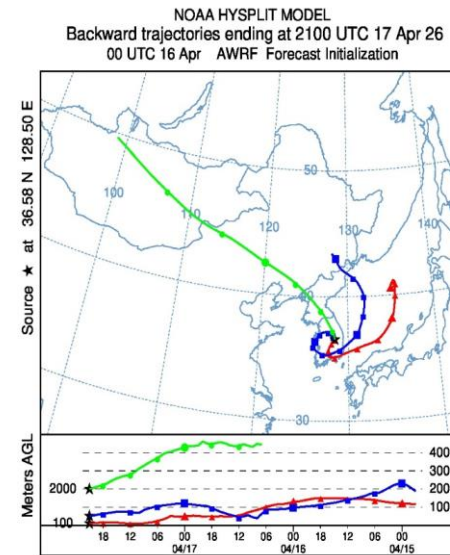 NOAA HYSPLIT MODEL
Backward trajectories ending at 2100 UTC 17 Apr 26
00 UTC 16 Apr AWRF Forecast Initialization
Source ★ at 36.58 N 128.50 E
50
100
110
120
130
140
30
Meters AGL
2000
100
400
300
200
100
18 12 06 00 18 12 06 00 18 12 06 00
04/17 04/16 04/15